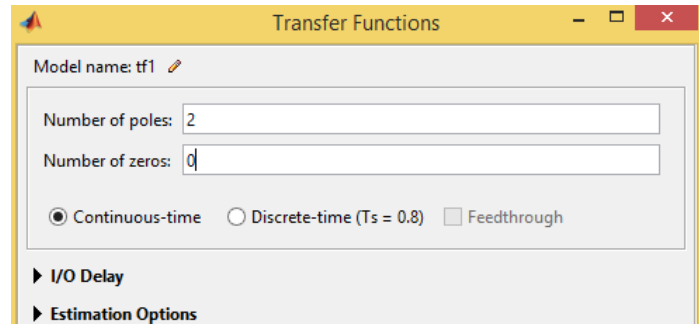 Transfer Functions
Model name: tf1
Number of poles: 2
Number of zeros: 0
Continuous-time Discrete-time (Ts = 0.8) Feedthrough
I/O Delay
Estimation Options